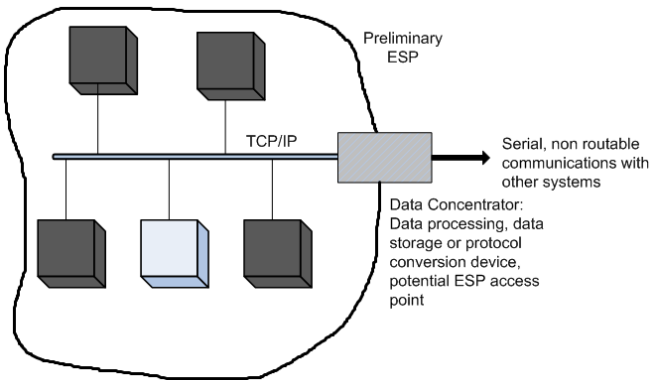 Preliminary
ESP
TCP/IP
Serial, non routable
communications with
other systems
Data Concentrator:
Data processing, data
storage or protocol
conversion device,
potential ESP access
point